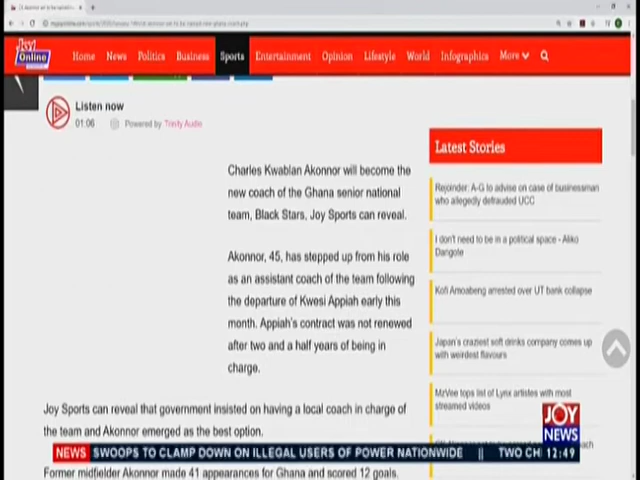 Joy
Online
Home News Politics Business Sports Entertainment Opinion Lifestyle World Infographics More
Listen now
01:06 Powered by Trinity Audio
Charles Kwablan Akonnor will become the
new coach of the Ghana senior national
team, Black Stars, Joy Sports can reveal.
Akonnor, 45, has stepped up from his role
as an assistant coach of the team following
the departure of Kwesi Appiah early this
month. Appiah's contract was not renewed
after two and a half years of being in
charge.
Joy Sports can reveal that government insisted on having a local coach in charge of
the team and Akonnor emerged as the best option.
Former midfielder Akonnor made 41 appearances for Ghana and scored 12 goals.
Latest Stories
Rejoinder: A-G to advise on case of businessman
who allegedly defrauded UCC
I don't need to be in a political space - Aliko
Dangote
Kofi Amoabeng arrested over UT bank collapse
Japan's craziest soft drinks company comes up
with weirdest flavours
MzVee tops list of Lynx artistes with most
streamed videos
JOY
NEWS
NEWS SWOOPS TO CLAMP DOWN ON ILLEGAL USERS OF POWER NATIONWIDE || TWO CH 12:49